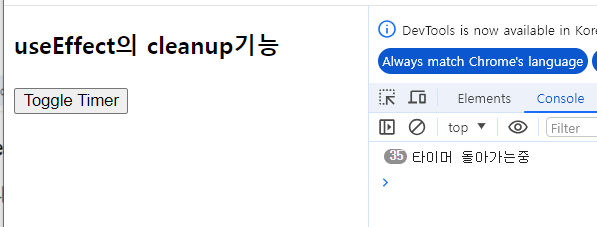 useEffect의 cleanup기능
Toggle Timer
DevTools is now available in Kore
Always match Chrome's language
Elements
Console
top
Filter
35 타이머 돌아가는중